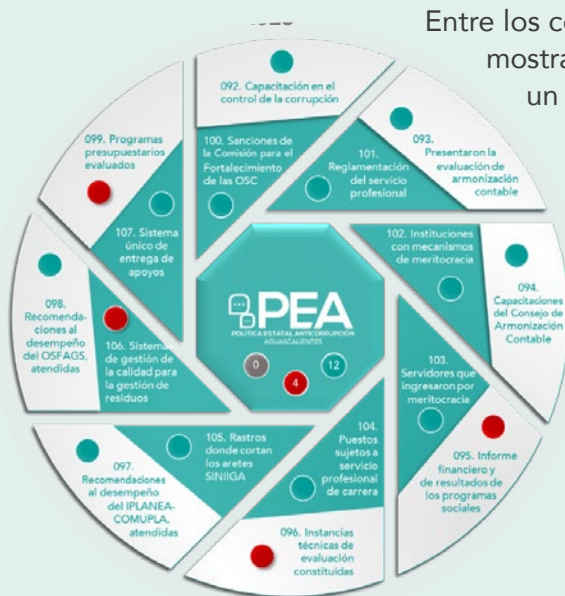 Entre los
mostra
un
092. Capacitación en el
control de la corrupción
093.
Presentaron la
evaluación de
armonización
contable
094.
Capacitaciones
del Consejo de
Armonización
Contable
095. Informe
financiero y
de resultados de
los programas
sociales
096. Instancias
técnicas de
evaluación
constituidas
097.
Recomendaciones
al desempeño
del IPLANEA-
COMUPLA,
atendidas
098.
Recomenda-
ciones al
desempeño
del OSFAGS,
atendidas
099. Programas
presupuestarios
evaluados
100. Sanciones de
la Comisión para el
Fortalecimiento
de las OSC
101.
Reglamentación
del servicio
profesional
102. Instituciones
con mecanismos
de meritocracia
103.
Servidores que
ingresaron por
meritocracia
104.
Puestos
sujetos a
servicio
profesional
de carrera
105. Rastros
donde cortan
los aretes
SINIIGA
106. Sistemas
de gestión de
la calidad para
la gestión de
residuos
107. Sistema
único de
entrega de
apoyos
PEA
POLÍTICA ESTATAL ANTICORRUPCIÓN
AGUASCALIENTES
0
4
12